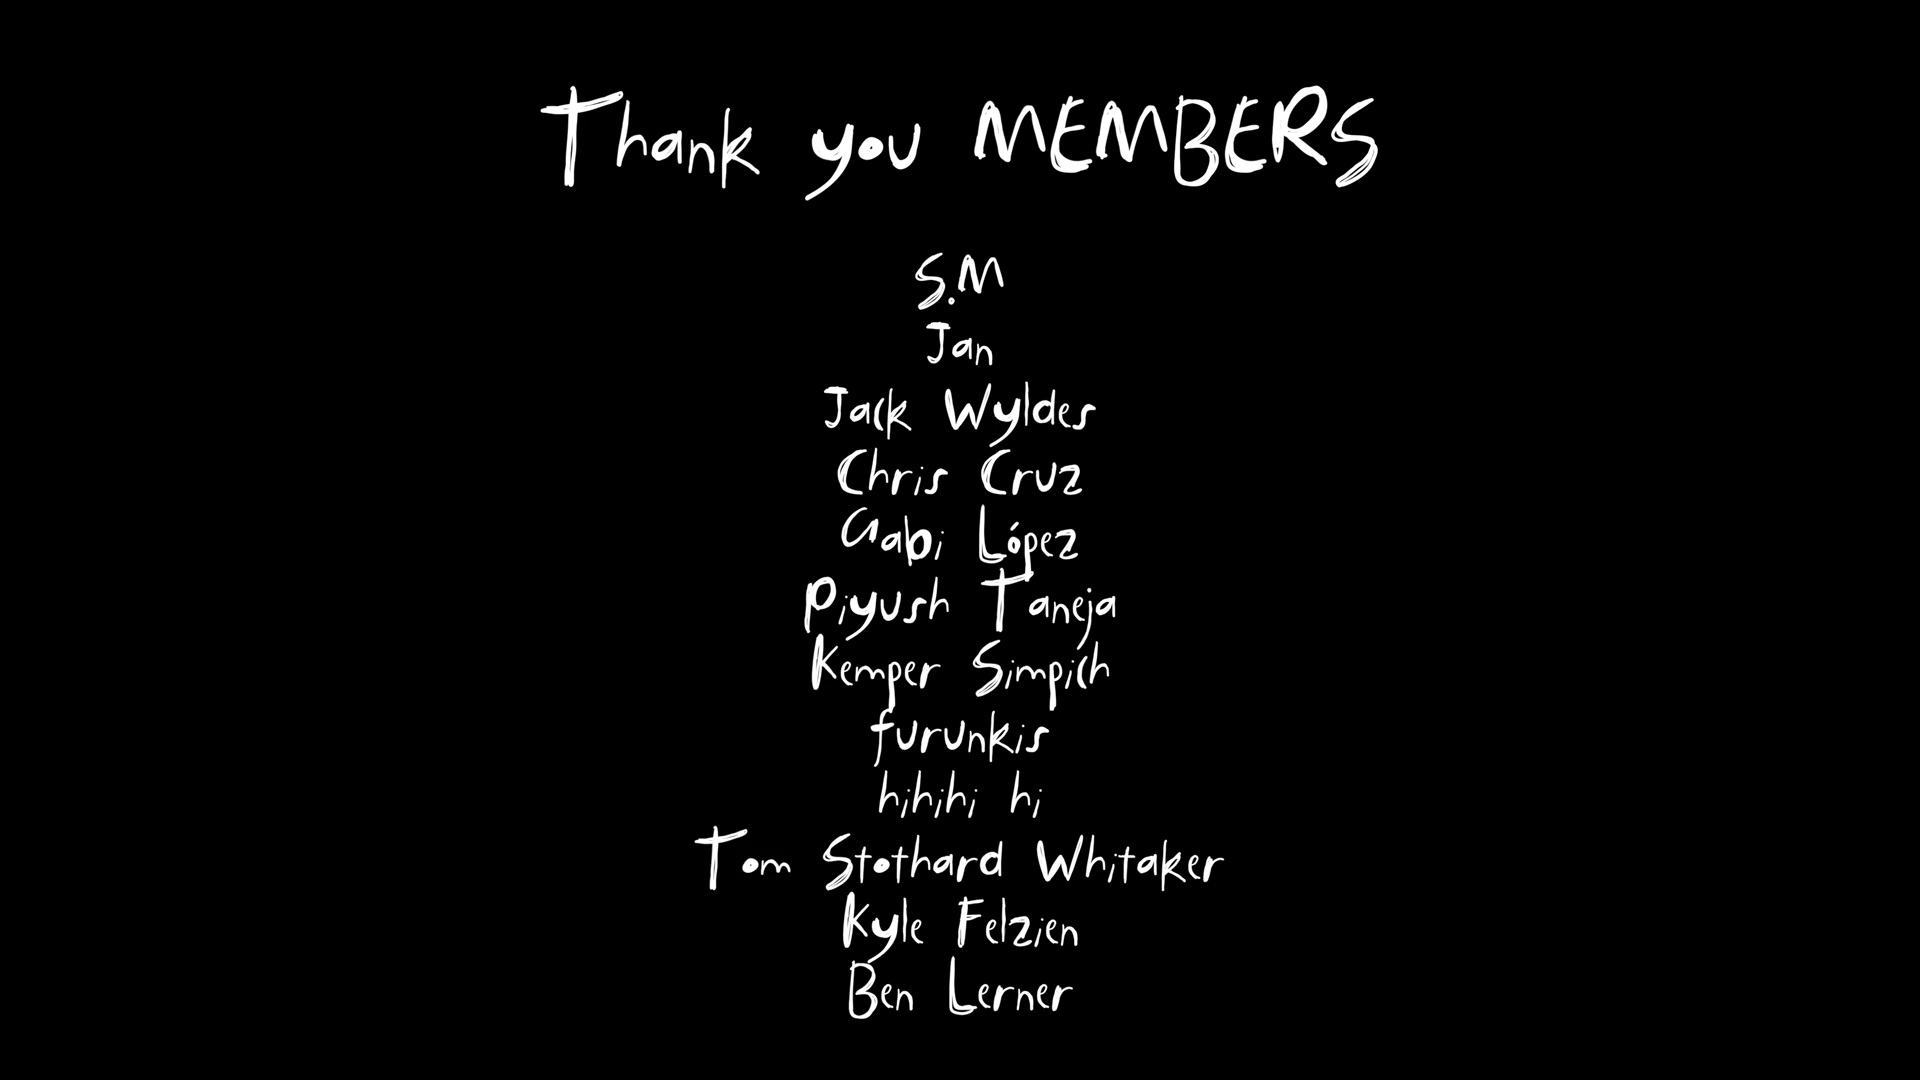 Thank you MEMBERS
S.M
Jan
Jack Wyldes
Chris Cruz
Gabi López
Piyush Taneja
Kemper Simpich
furunkis
hihihi hi
Tom Stothard Whitaker
Kyle Felzien
Ben Lerner